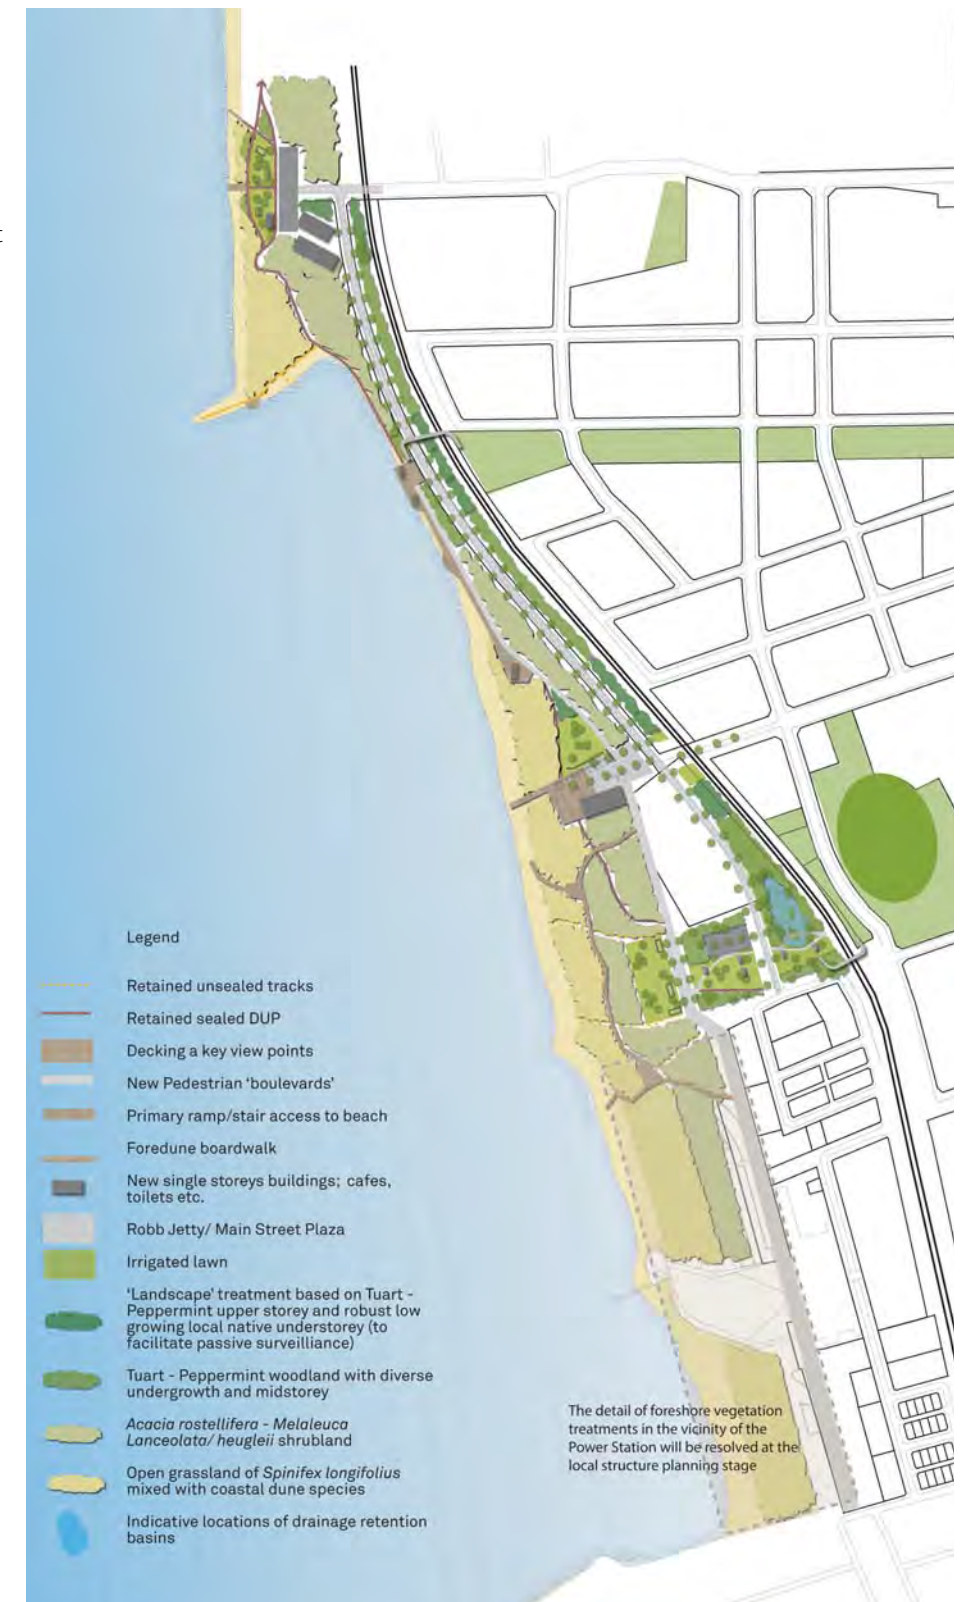 Legend
Retained unsealed tracks
Retained sealed DUP
Decking a key view points
New Pedestrian ‘boulevards’
Primary ramp/stair access to beach
Foredune boardwalk
New single storeys buildings; cafes,
toilets etc.
Robb Jetty/ Main Street Plaza
Irrigated lawn
‘Landscape’ treatment based on Tuart -
Peppermint upper storey and robust low
growing local native understorey (to
facilitate passive surveilliance)
Tuart - Peppermint woodland with diverse
undergrowth and midstorey
Acacia rostellifera - Melaleuca
Lanceolata/ heugleii shrubland
Open grassland of Spinifex longifolius
mixed with coastal dune species
Indicative locations of drainage retention
basins
The detail of foreshore vegetation
treatments in the vicinity of the
Power Station will be resolved at the
local structure planning stage